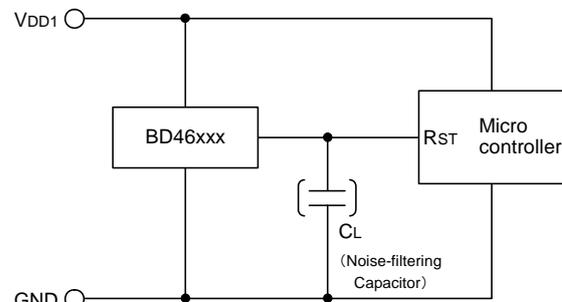 VDD1
BD46xxx
RST
Micro
controller
CL
（Noise-filtering
Capacitor）
GND